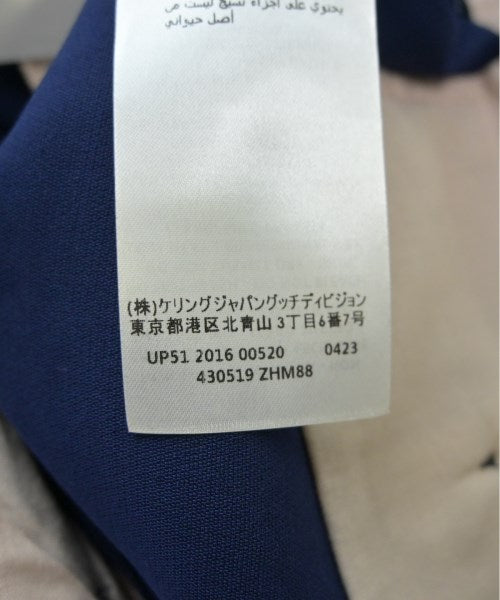 يحتوي على أجزاء نسيج ليست من
أصل حيواني
(株)ケリングジャパングッチディビジョン
東京都港区北青山3丁目6番7号
UP51 2016 00520 0423
430519 ZHM88